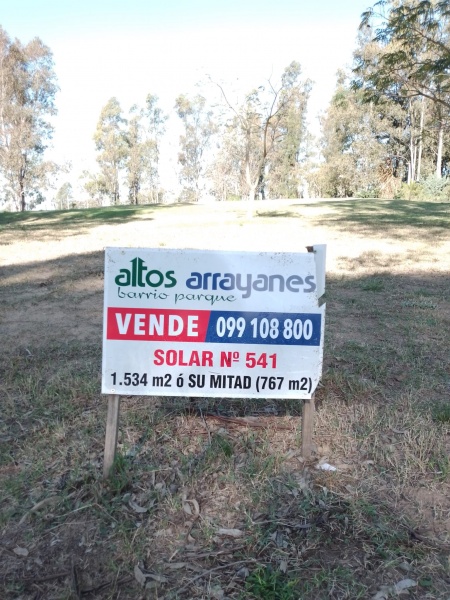 altos arrayanes
barrio parque
VENDE 099 108 800
SOLAR Nº 541
1.534 m2 ó SU MITAD (767 m2)